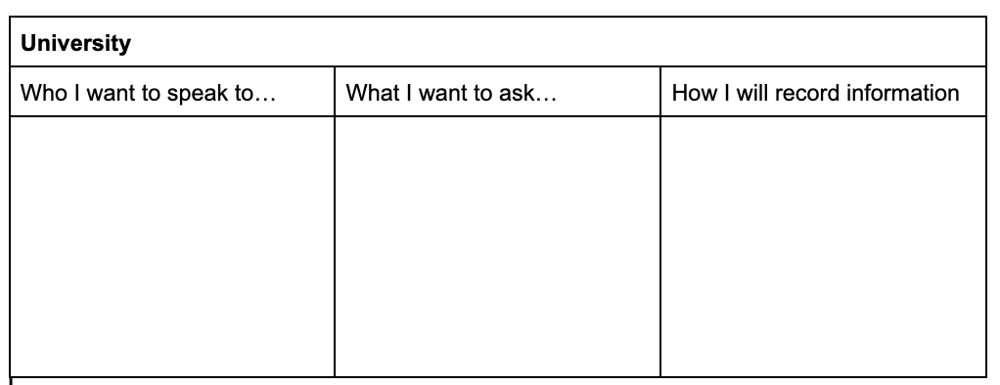 University
Who I want to speak to…
What I want to ask…
How I will record information